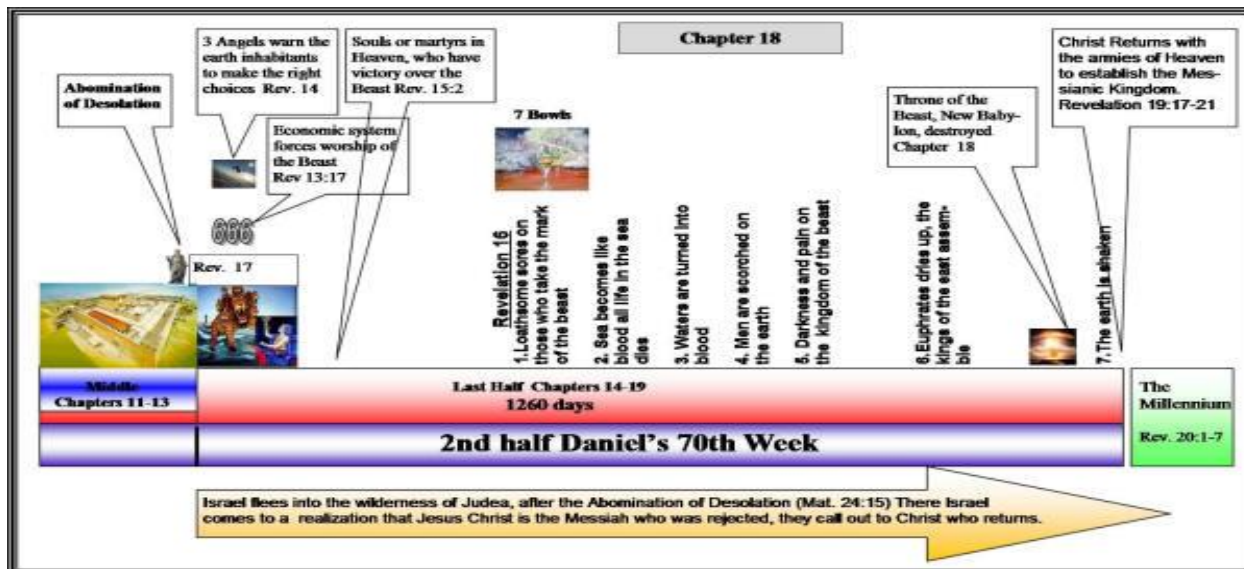 Chapter 18
Abomination
of Desolation
3 Angels warn the
earth inhabitants
to make the right
choices Rev. 14
Souls or martyrs in
Heaven, who have
victory over the
Beast Rev. 15:2
Economic system
forces worship of
the Beast
Rev 13:17
666
Rev. 17
7 Bowls
Revelation 16
1. Loathsome sores on
those who take the mark
of the beast
2. Sea becomes like
blood all life in the sea
dies
3. Waters are turned into
blood
4. Men are scorched on
the earth
5. Darkness and pain on
the kingdom of the beast
6. Euphrates dries up, the
kings of the east assem-
ble
7. The earth is shaken
Throne of the
Beast, New Baby-
lon, destroyed
Chapter 18
Christ Returns with
the armies of Heaven
to establish the Mes-
sianic Kingdom.
Revelation 19:17-21
Middle
Chapters 11-13
Last Half Chapters 14-19
1260 days
2nd half Daniel's 70th Week
The
Millennium
Rev. 20:1-7
Israel flees into the wilderness of Judea, after the Abomination of Desolation (Mat. 24:15) There Israel
comes to a realization that Jesus Christ is the Messiah who was rejected, they call out to Christ who returns.